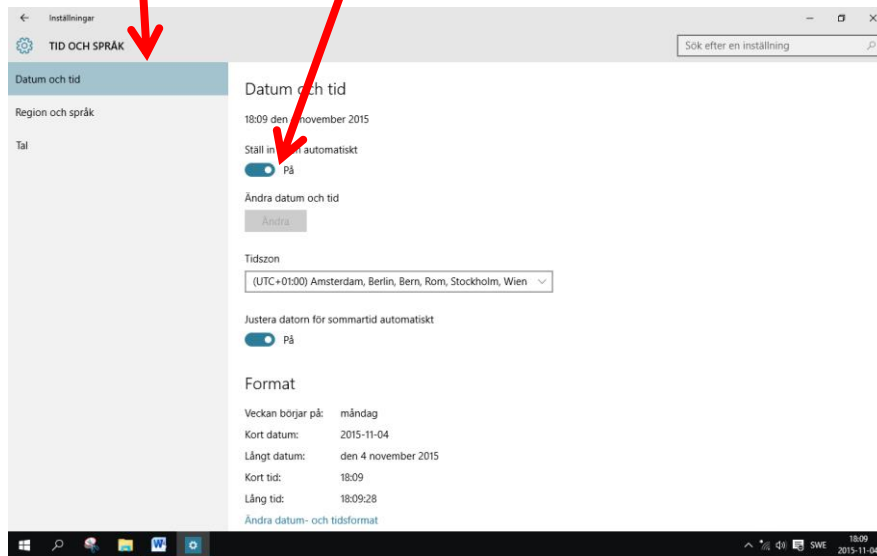 Inställningar
TID OCH SPRÅK
Sök efter en inställning
Datum och tid
Region och språk
Tal
Datum och tid
18:09 den november 2015
Ställ in automatiskt
På
Ändra datum och tid
Ändra
Tidszon
(UTC+01:00) Amsterdam, Berlin, Bern, Rom, Stockholm, Wien
Justera datorn för sommartid automatiskt
På
Format
Veckan börjar på: måndag
Kort datum: 2015-11-04
Långt datum: den 4 november 2015
Kort tid: 18:09
Lång tid: 18:09:28
Ändra datum- och tidsformat
SWE
18:09
2015-11-04